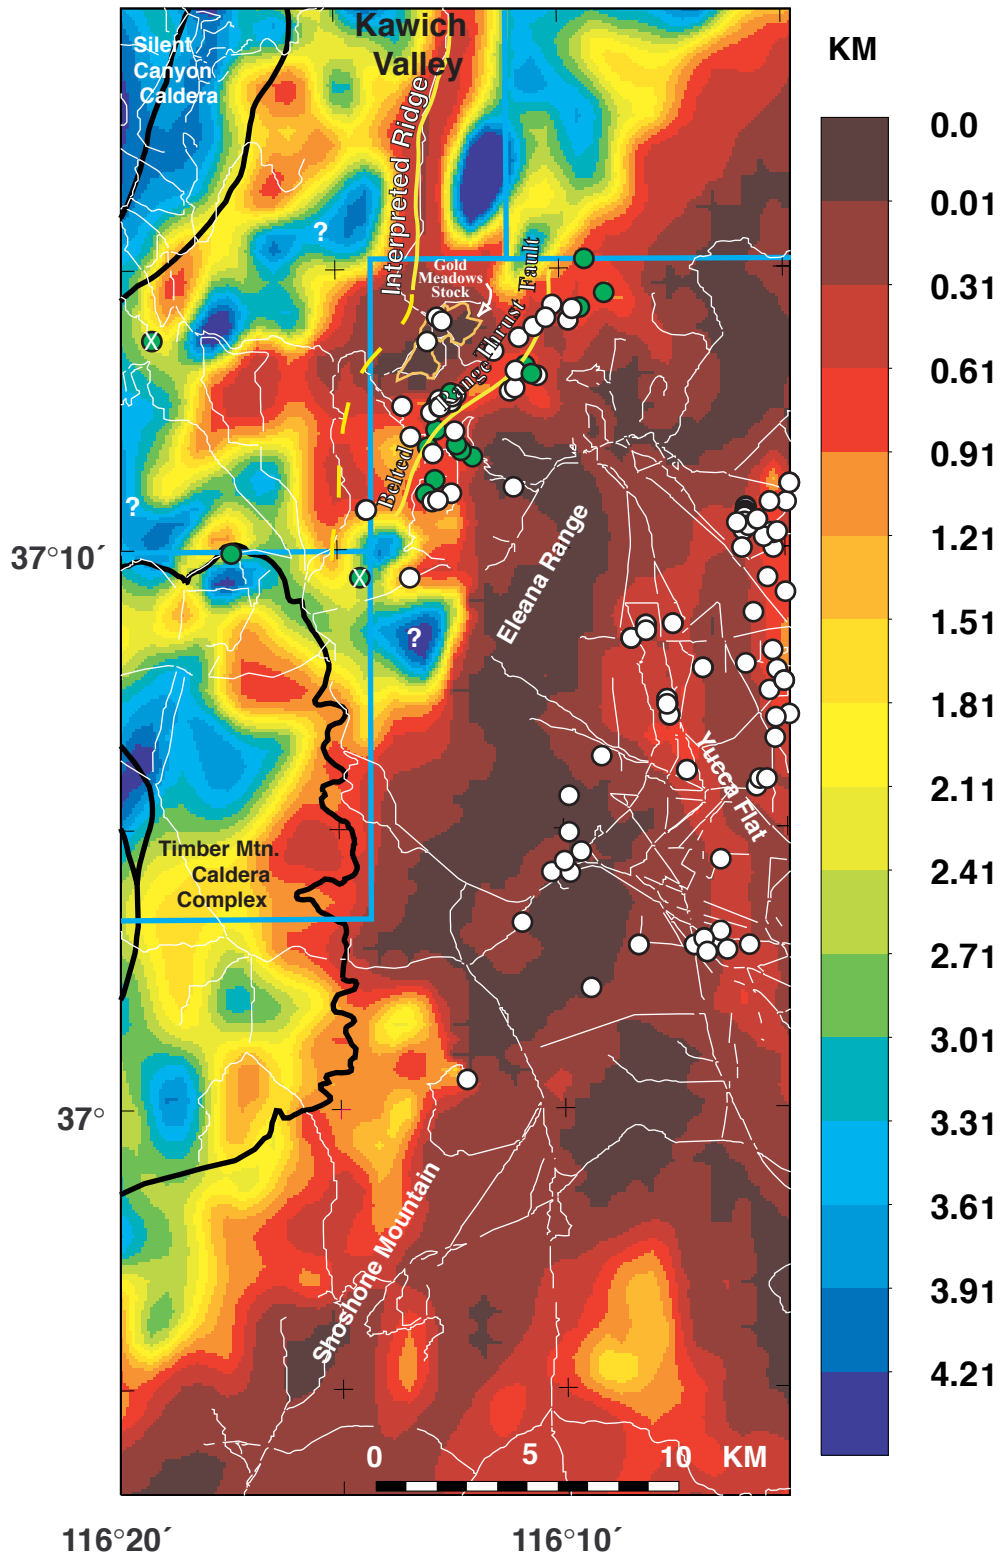 Kawich
Valley
Silent
Canyon
Caldera
KM
Interpreted Ridge
?
Gold
Meadows
Stock
Belted Range Thrust Fault
X
?
X
?
37°10´
Eleana Range
Yucca Flat
Timber Mtn.
Caldera
Complex
37°
Shoshone Mountain
0 5 10 KM
116°20´
116°10´
0.0
0.01
0.31
0.61
0.91
1.21
1.51
1.81
2.11
2.41
2.71
3.01
3.31
3.61
3.91
4.21